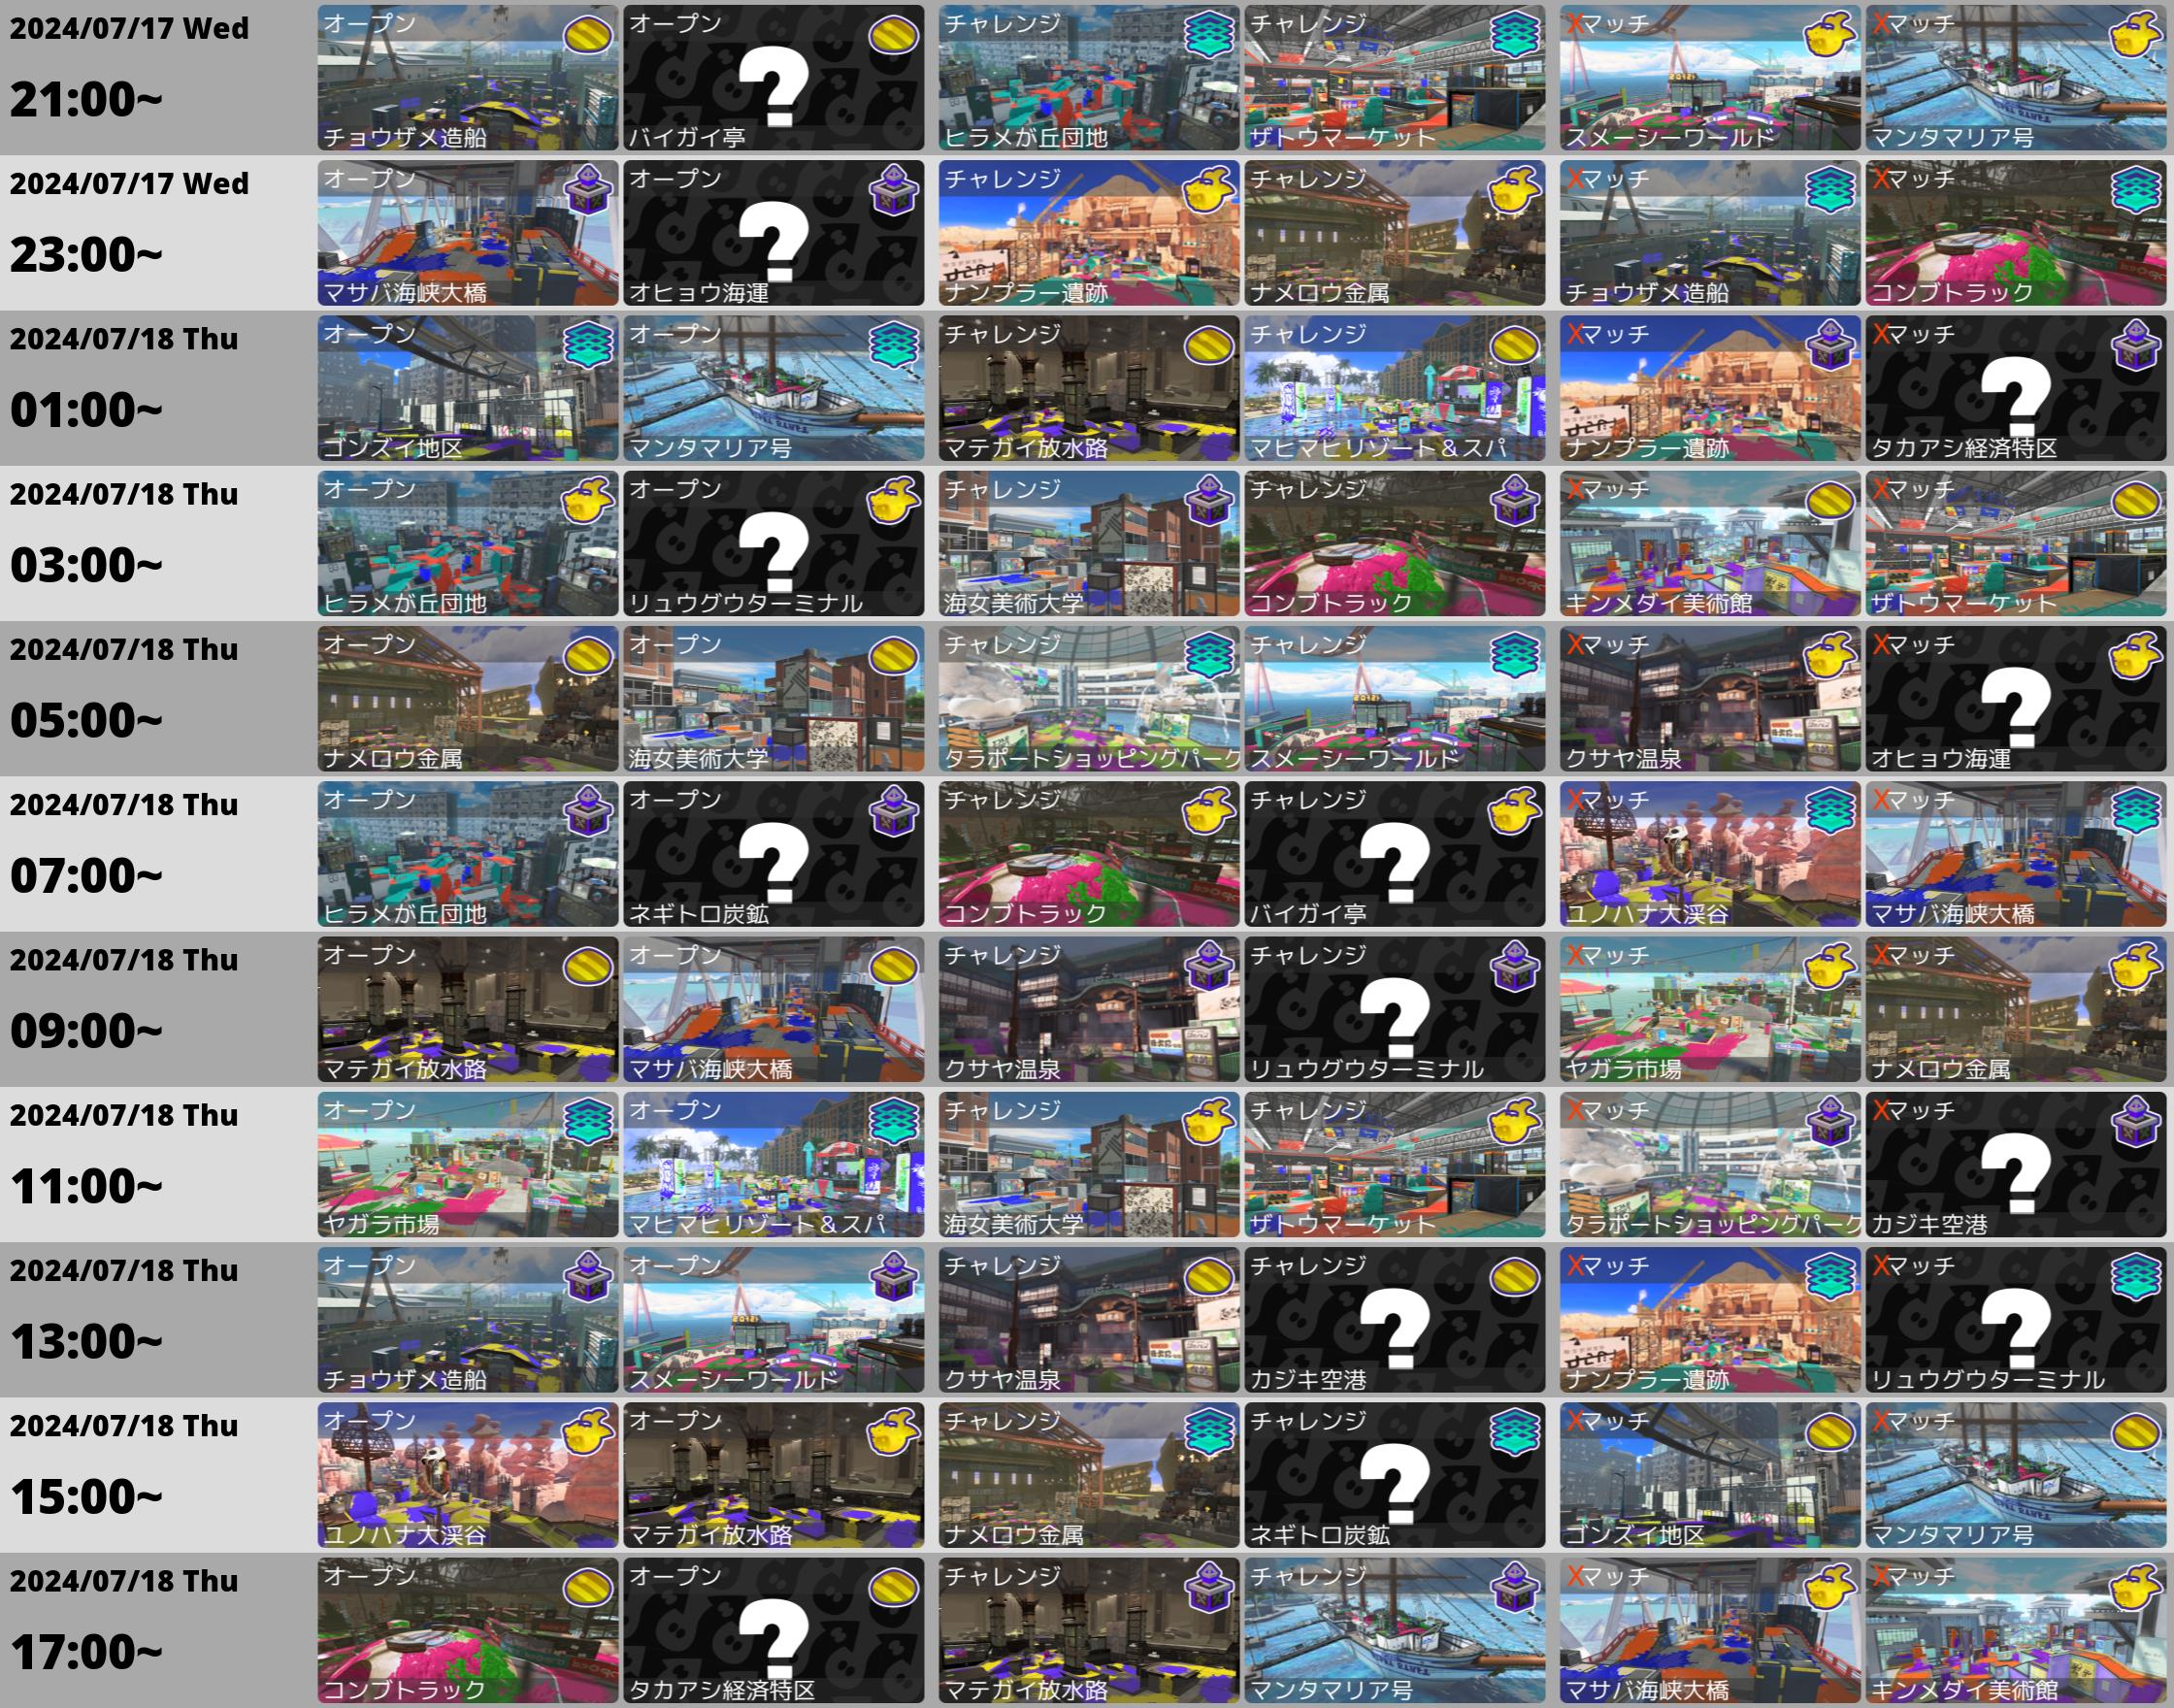 2024/07/17 Wed
21:00~
オープン
チョウザメ造船
オープン
バイガイ亭
チャレンジ
ヒラメが丘団地
チャレンジ
ザトウマーケット
Xマッチ
スメーシーワールド
Xマッチ
マンタマリア号
2024/07/17 Wed
23:00~
オープン
マサバ海峡大橋
オープン
オヒョウ海運
チャレンジ
ナンプラー遺跡
チャレンジ
ナメロウ金属
Xマッチ
チョウザメ造船
Xマッチ
コンブトラック
2024/07/18 Thu
01:00~
オープン
ゴンズイ地区
オープン
マンタマリア号
チャレンジ
マテガイ放水路
チャレンジ
マヒマヒリゾート＆スパ
Xマッチ
ナンプラー遺跡
Xマッチ
タカアシ経済特区
2024/07/18 Thu
03:00~
オープン
ヒラメが丘団地
オープン
リュウグウターミナル
チャレンジ
海女美術大学
チャレンジ
コンブトラック
Xマッチ
キンメダイ美術館
Xマッチ
ザトウマーケット
2024/07/18 Thu
05:00~
オープン
ナメロウ金属
オープン
海女美術大学
チャレンジ
タラポートショッピングパーク
チャレンジ
スメーシーワールド
Xマッチ
クサヤ温泉
Xマッチ
オヒョウ海運
2024/07/18 Thu
07:00~
オープン
ヒラメが丘団地
オープン
ネギトロ炭鉱
チャレンジ
コンブトラック
チャレンジ
バイガイ亭
Xマッチ
ユノハナ大渓谷
Xマッチ
マサバ海峡大橋
2024/07/18 Thu
09:00~
オープン
マテガイ放水路
オープン
マサバ海峡大橋
チャレンジ
クサヤ温泉
チャレンジ
リュウグウターミナル
Xマッチ
ヤガラ市場
Xマッチ
ナメロウ金属
2024/07/18 Thu
11:00~
オープン
ヤガラ市場
オープン
マヒマヒリゾート＆スパ
チャレンジ
海女美術大学
チャレンジ
ザトウマーケット
Xマッチ
タラポートショッピングパーク
Xマッチ
カジキ空港
2024/07/18 Thu
13:00~
オープン
チョウザメ造船
オープン
スメーシーワールド
チャレンジ
クサヤ温泉
チャレンジ
カジキ空港
Xマッチ
ナンプラー遺跡
Xマッチ
リュウグウターミナル
2024/07/18 Thu
15:00~
オープン
ユノハナ大渓谷
オープン
マテガイ放水路
チャレンジ
ナメロウ金属
チャレンジ
ネギトロ炭鉱
Xマッチ
ゴンズイ地区
Xマッチ
マンタマリア号
2024/07/18 Thu
17:00~
オープン
コンブトラック
オープン
タカアシ経済特区
チャレンジ
マテガイ放水路
チャレンジ
マンタマリア号
Xマッチ
マサバ海峡大橋
Xマッチ
キンメダイ美術館